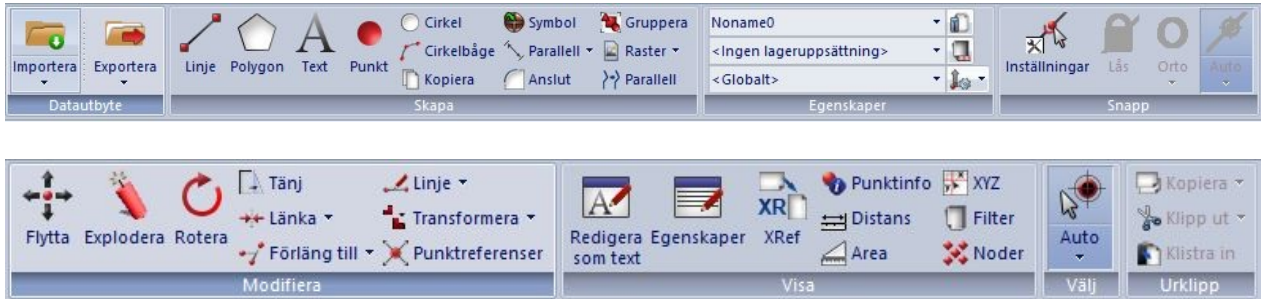 Importera
Exportera
Datautbyte
Linje
Polygon
Text
Punkt
Cirkel
Symbol
Gruppera
Cirkelbåge
Parallell
Raster
Kopiera
Anslut
Parallell
Skapa
Noname0
<Ingen lageruppsättning>
<Globalt>
Egenskaper
Inställningar
Lås
Orto
Auto
Snapp
Flytta
Explodera
Rotera
Tänj
Linje
Länka
Transformera
Förläng till
Punktreferenser
Modifiera
Redigera
som text
Egenskaper
XR
XRef
Punktinfo
XYZ
Distans
Filter
Area
Noder
Visa
Auto
Välj
Kopiera
Klipp ut
Klistra in
Urklipp